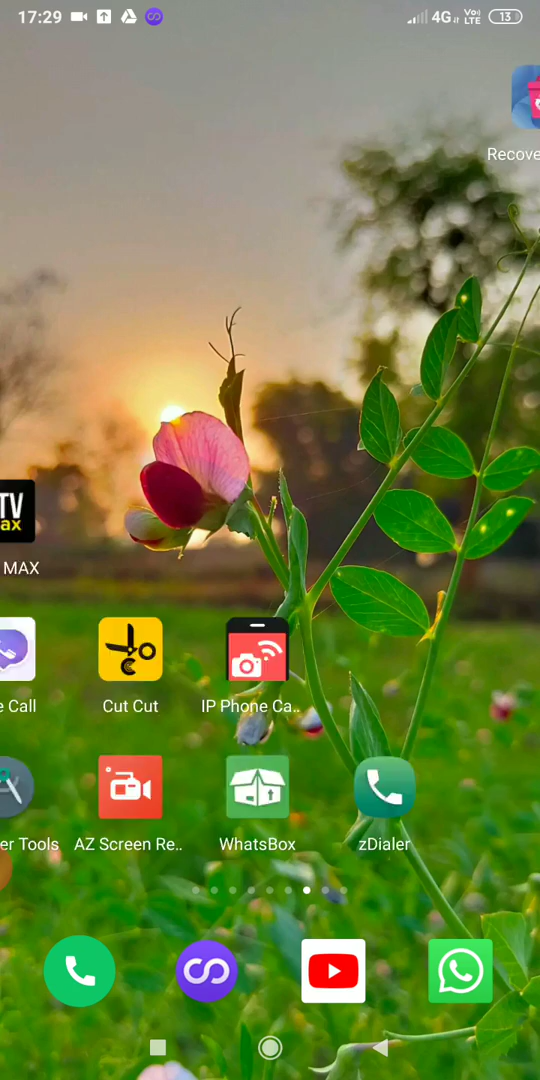 17:29 4G Vo) LTE 13
Recove
TV
ax
MAX
e Call Cut Cut IP Phone Ca..
er Tools AZ Screen Re.. WhatsBox zDialer